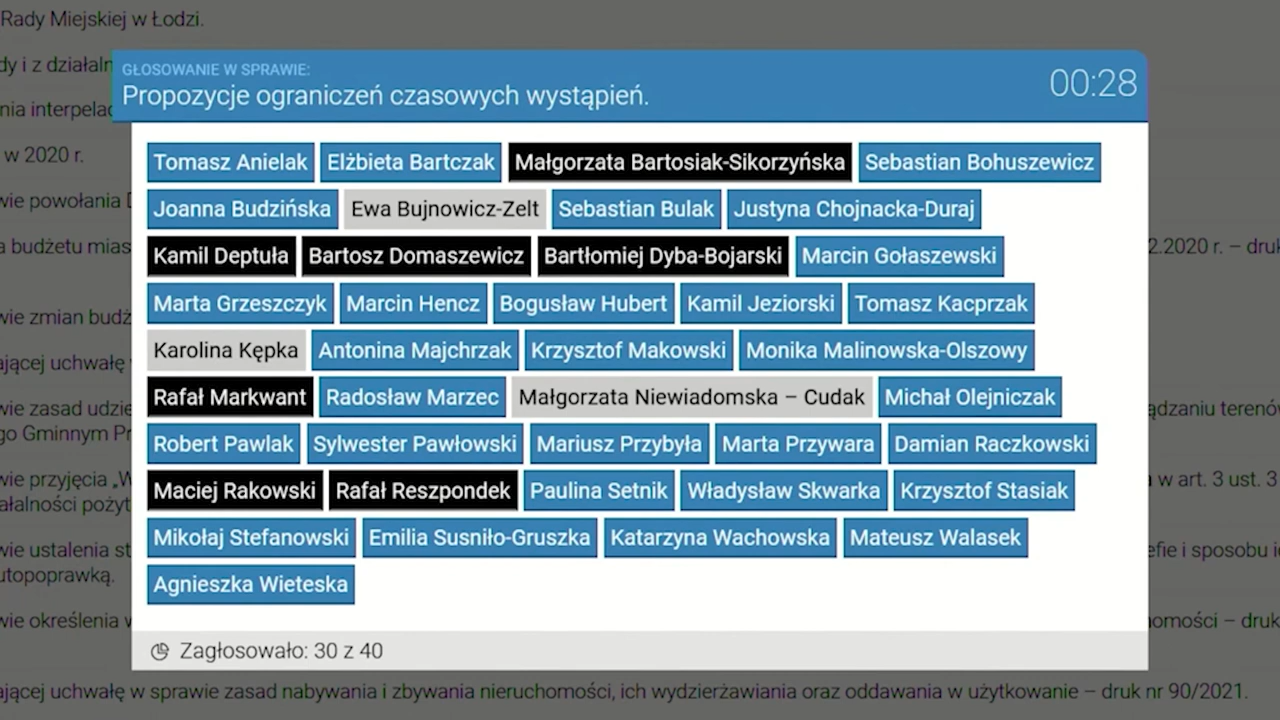 Rady Miejskiej w Łodzi.
dy i z działaln
GŁOSOWANIE W SPRAWIE:
Propozycje ograniczeń czasowych wystąpień.
00:28
nia interpelac
w 2020 r.
wie powołania
a budżetu mias
2.2020 r. – druk
wie zmian budż
ającej uchwałę
wie zasad udzie
ądzaniu terenów
go Gminnym Pr
wie przyjęcia „W
a w art. 3 ust. 3
ałalności pożyt
wie ustalenia st
efie i sposobu
utopoprawką.
wie określenia w
homości – druk
Tomasz Anielak Elżbieta Bartczak Małgorzata Bartosiak-Sikorzyńska Sebastian Bohuszewicz
Joanna Budzińska Ewa Bujnowicz-Zelt Sebastian Bulak Justyna Chojnacka-Duraj
Kamil Deptuła Bartosz Domaszewicz Bartłomiej Dyba-Bojarski Marcin Gołaszewski
Marta Grzeszczyk Marcin Hencz Bogusław Hubert Kamil Jeziorski Tomasz Kacprzak
Karolina Kępka Antonina Majchrzak Krzysztof Makowski Monika Malinowska-Olszowy
Rafał Markwant Radosław Marzec Małgorzata Niewiadomska – Cudak Michał Olejniczak
Robert Pawlak Sylwester Pawłowski Mariusz Przybyła Marta Przywara Damian Raczkowski
Maciej Rakowski Rafał Reszpondek Paulina Setnik Władysław Skwarka Krzysztof Stasiak
Mikołaj Stefanowski Emilia Susniło-Gruszka Katarzyna Wachowska Mateusz Walasek
Agnieszka Wieteska
Zagłosowało: 30 z 40
ającej uchwałę w sprawie zasad nabywania i zbywania nieruchomości, ich wydzierżawiania oraz oddawania w użytkowanie – druk nr 90/2021.